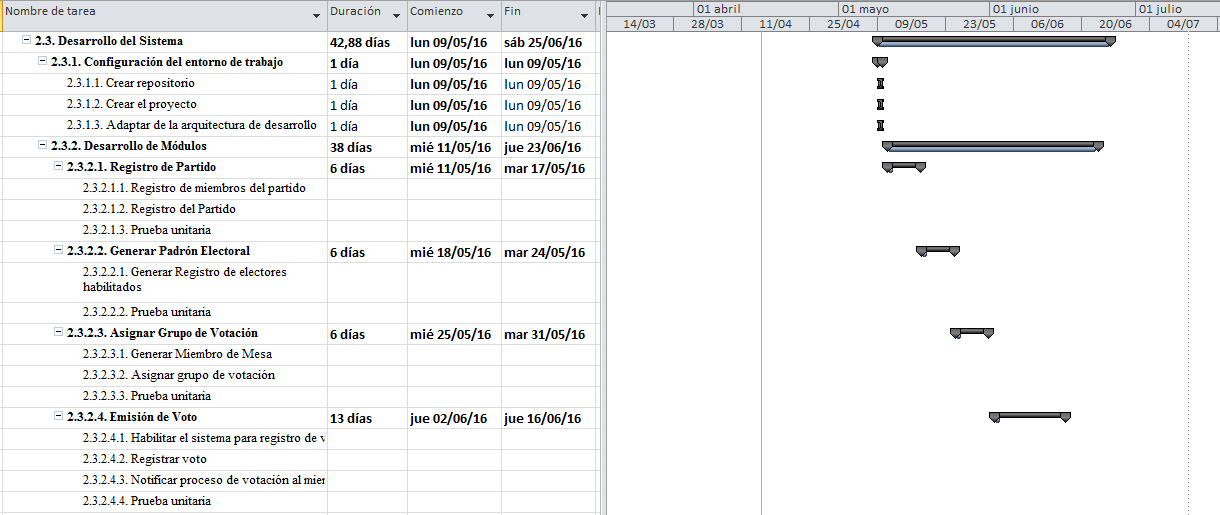 Nombre de tarea Duración Comienzo Fin
01 abril 01 mayo 01 junio 01 julio
14/03 28/03 11/04 25/04 09/05 23/05 06/06 20/06 04/07
2.3. Desarrollo del Sistema 42,88 días lun 09/05/16 sáb 25/06/16
2.3.1. Configuración del entorno de trabajo 1 día lun 09/05/16 lun 09/05/16
2.3.1.1. Crear repositorio 1 día lun 09/05/16 lun 09/05/16
2.3.1.2. Crear el proyecto 1 día lun 09/05/16 lun 09/05/16
2.3.1.3. Adaptar de la arquitectura de desarrollo 1 día lun 09/05/16 lun 09/05/16
2.3.2. Desarrollo de Módulos 38 días mié 11/05/16 jue 23/06/16
2.3.2.1. Registro de Partido 6 días mié 11/05/16 mar 17/05/16
2.3.2.1.1. Registro de miembros del partido
2.3.2.1.2. Registro del Partido
2.3.2.1.3. Prueba unitaria
2.3.2.2. Generar Padrón Electoral 6 días mié 18/05/16 mar 24/05/16
2.3.2.2.1. Generar Registro de electores
habilitados
2.3.2.2.2. Prueba unitaria
2.3.2.3. Asignar Grupo de Votación 6 días mié 25/05/16 mar 31/05/16
2.3.2.3.1. Generar Miembro de Mesa
2.3.2.3.2. Asignar grupo de votación
2.3.2.3.3. Prueba unitaria
2.3.2.4. Emisión de Voto 13 días jue 02/06/16 jue 16/06/16
2.3.2.4.1. Habilitar el sistema para registro de
2.3.2.4.2. Registrar voto
2.3.2.4.3. Notificar proceso de votación al
2.3.2.4.4. Prueba unitaria